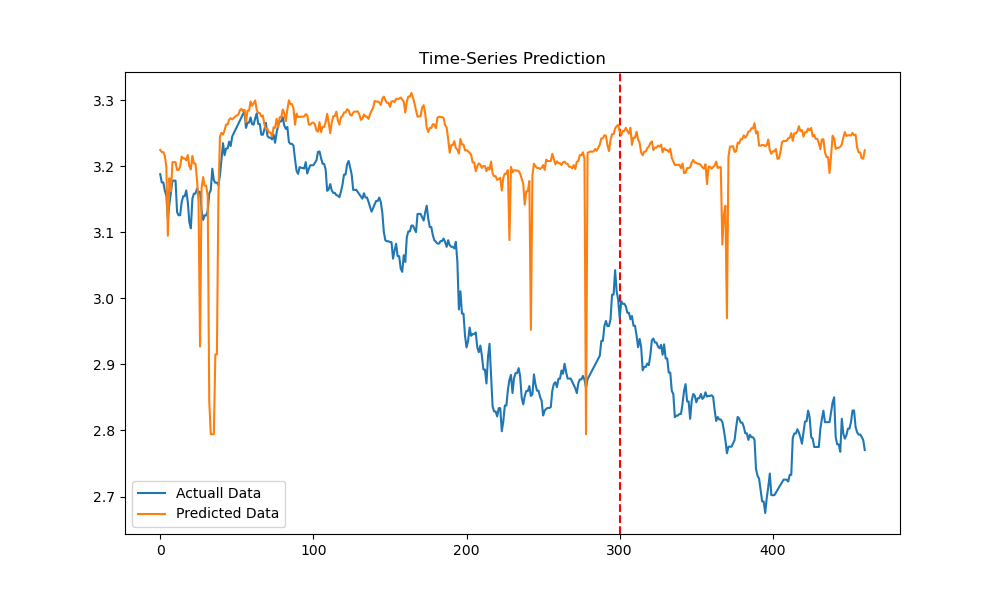 Time-Series Prediction
3.3
3.2
3.1
3.0
2.9
2.8
2.7
Actuall Data
Predicted Data
0 100 200 300 400